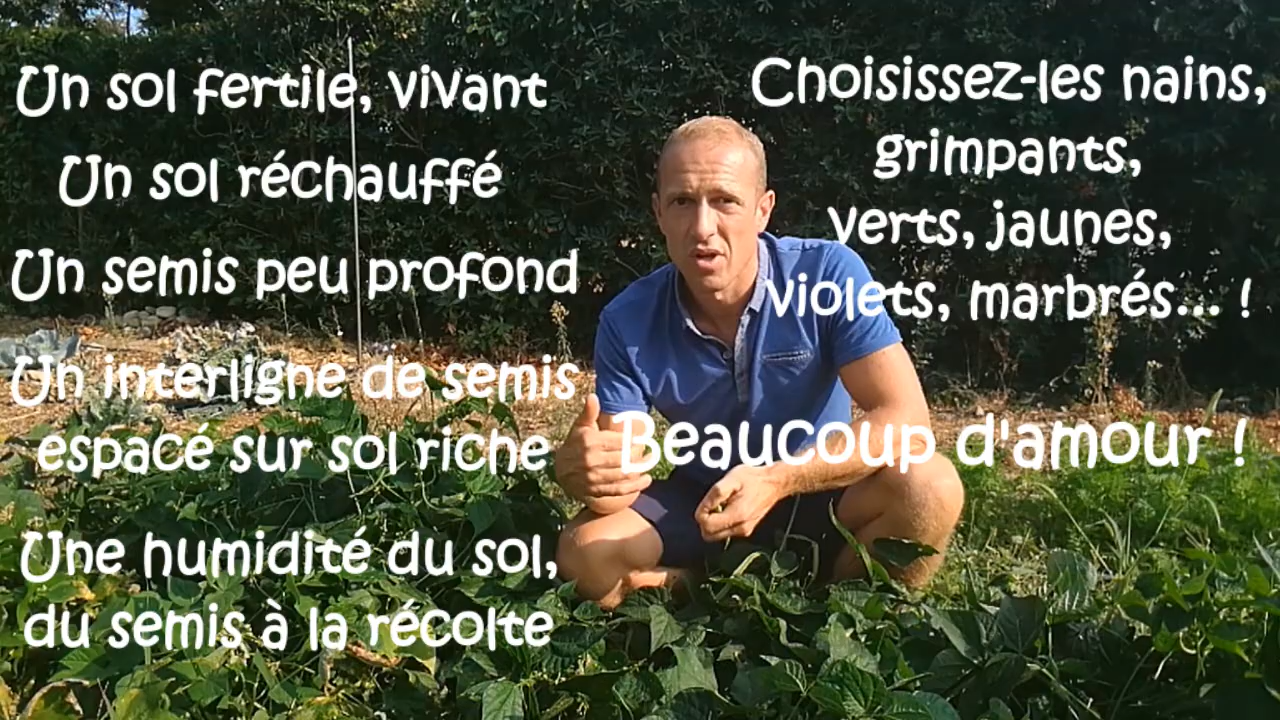 Un sol fertile, vivant
Un sol réchauffé
Un semis peu profond
Un interligne de semis
espacé sur sol riche
Une humidité du sol,
du semis à la récolte
Choisissez-les nains,
grimpants,
verts, jaunes,
violets, marbrés... !
Beaucoup d'amour !